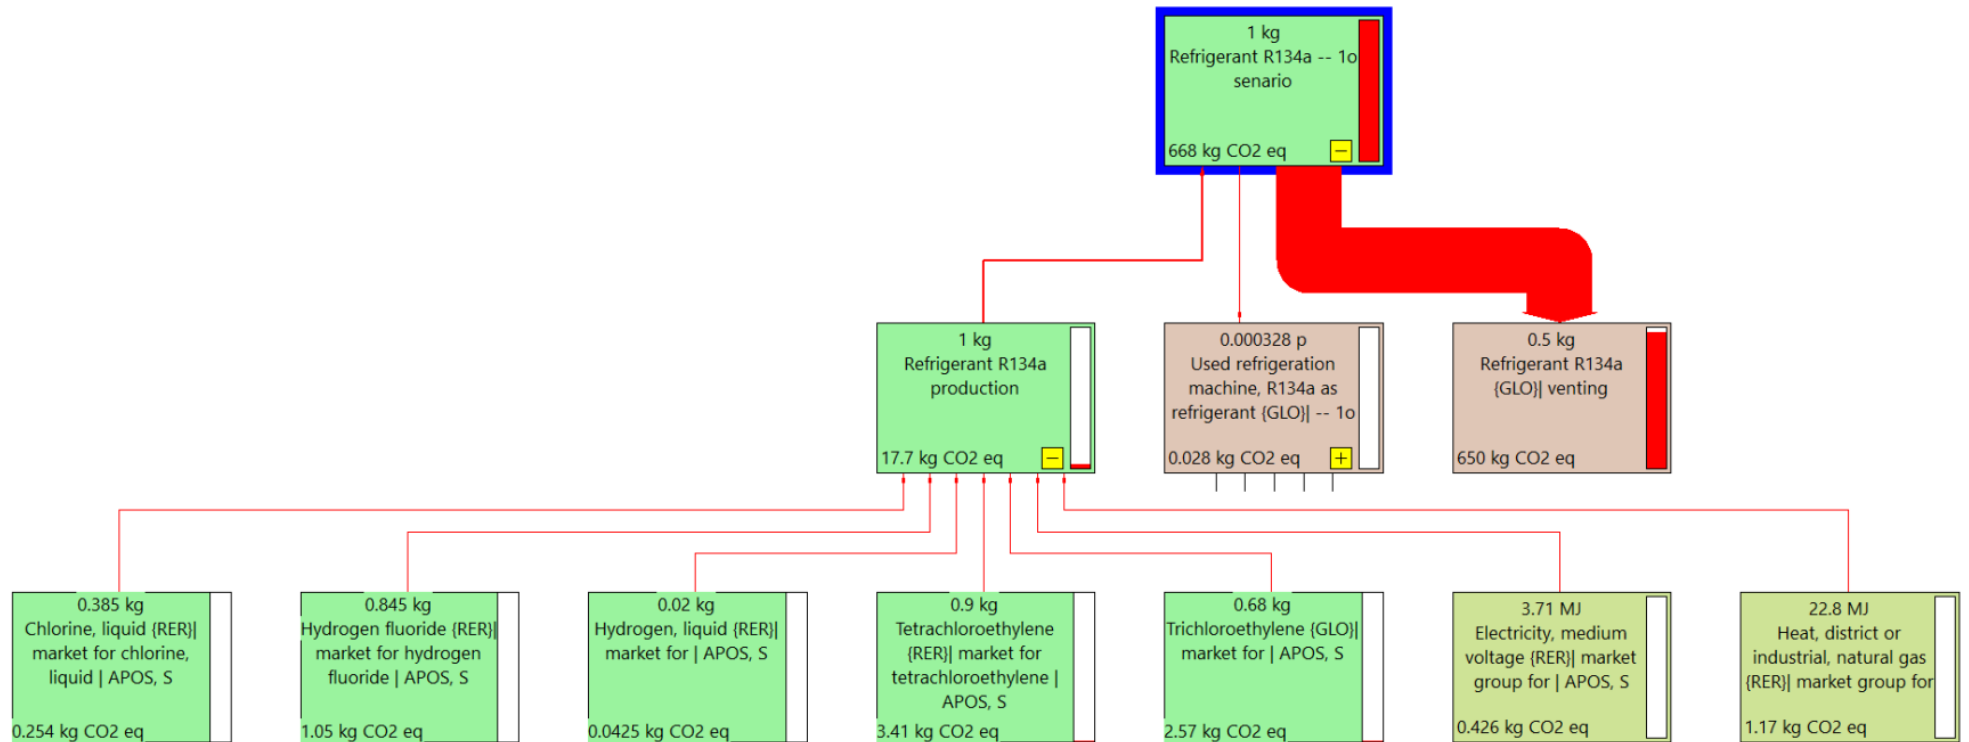 1 kg
Refrigerant R134a -- 1o
senario
668 kg CO2 eq
−
1 kg
Refrigerant R134a
production
17.7 kg CO2 eq
−
0.000328 p
Used refrigeration
machine, R134a as
refrigerant {GLO}| -- 1o
0.028 kg CO2 eq
+
0.5 kg
Refrigerant R134a
{GLO}| venting
650 kg CO2 eq
0.385 kg
Chlorine, liquid {RER}|
market for chlorine,
liquid | APOS, S
0.254 kg CO2 eq
0.845 kg
Hydrogen fluoride {RER}|
market for hydrogen
fluoride | APOS, S
1.05 kg CO2 eq
0.02 kg
Hydrogen, liquid {RER}|
market for | APOS, S
0.0425 kg CO2 eq
0.9 kg
Tetrachloroethylene
{RER}| market for
tetrachloroethylene |
APOS, S
3.41 kg CO2 eq
0.68 kg
Trichloroethylene {GLO}|
market for | APOS, S
2.57 kg CO2 eq
3.71 MJ
Electricity, medium
voltage {RER}| market
group for | APOS, S
0.426 kg CO2 eq
22.8 MJ
Heat, district or
industrial, natural gas
{RER}| market group for
1.17 kg CO2 eq